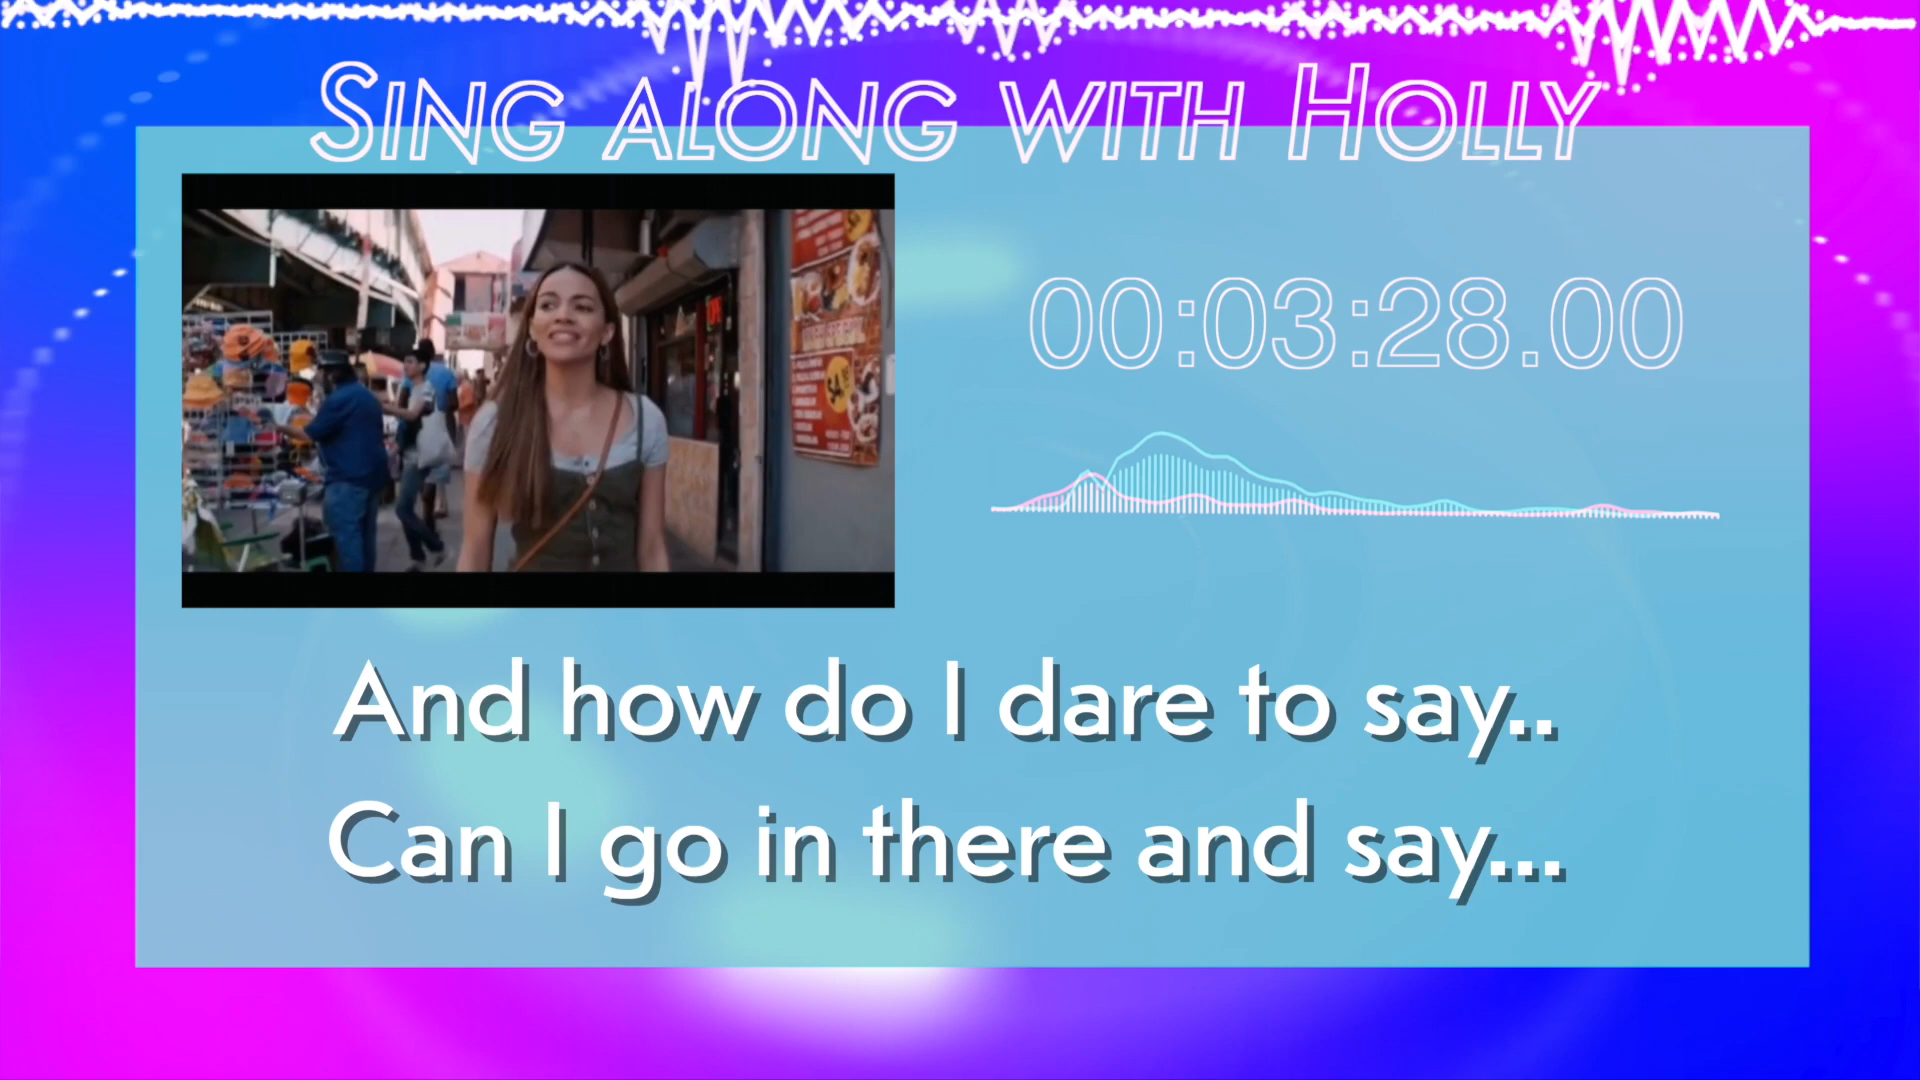 Sing along with Holly
00:03:28.00
And how do I dare to say..
Can I go in there and say...